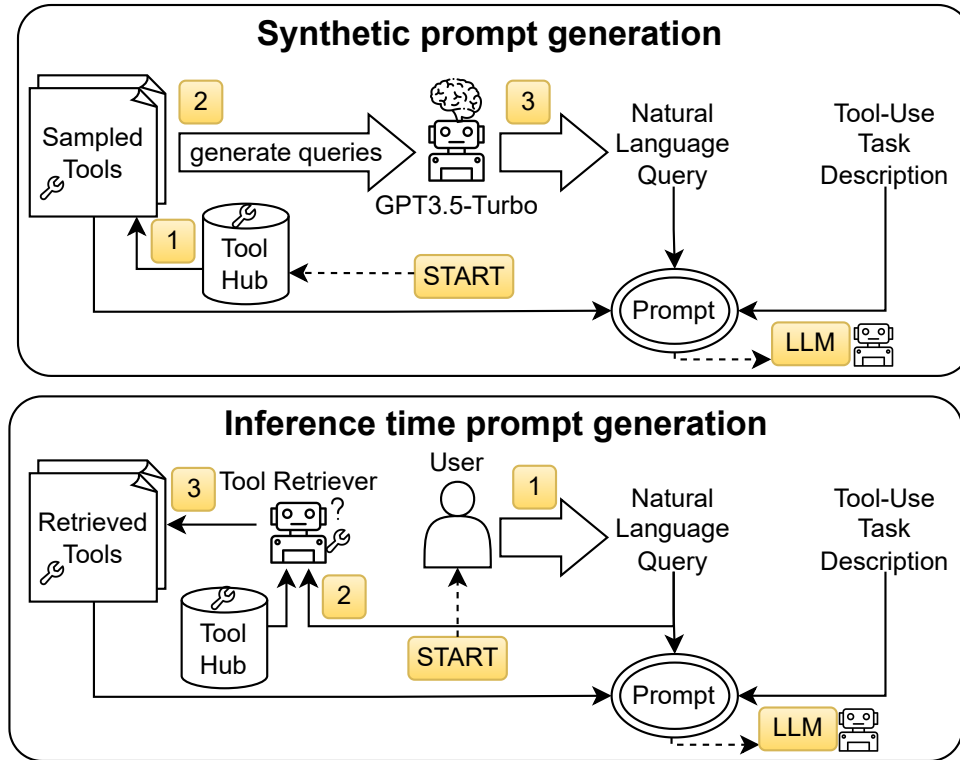 Synthetic prompt generation
Sampled
Tools
2
generate queries
GPT3.5-Turbo
3
Natural
Language
Query
Tool-Use
Task
Description
1
Tool
Hub
START
Prompt
LLM
Inference time prompt generation
Retrieved
Tools
3
Tool Retriever
?
User
1
Natural
Language
Query
Tool-Use
Task
Description
Tool
Hub
2
START
Prompt
LLM